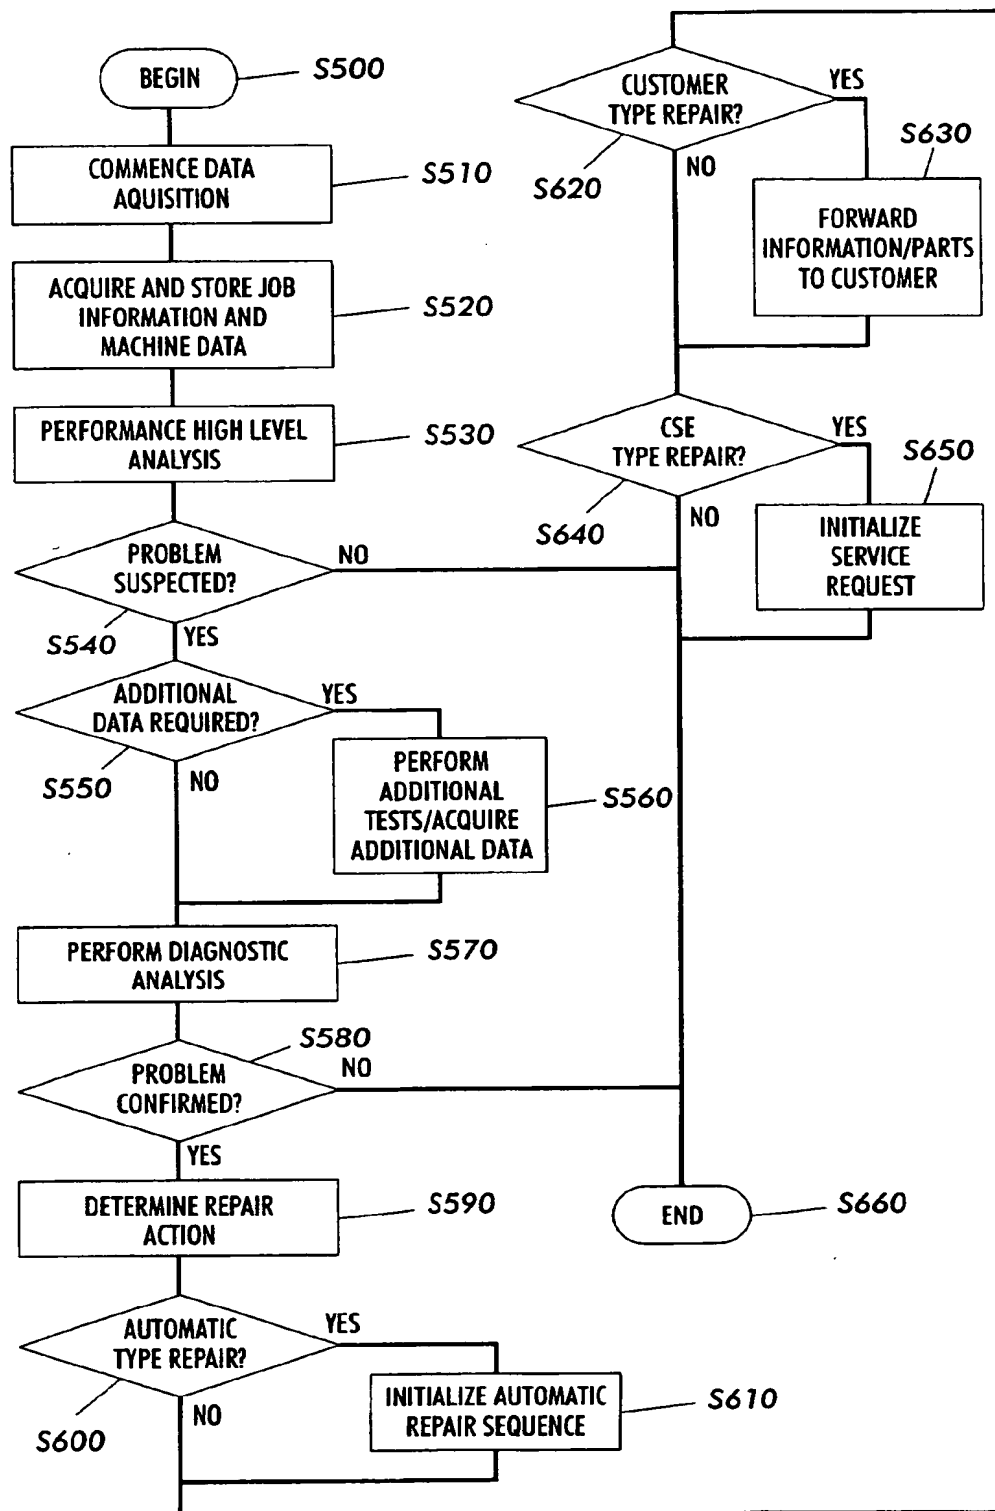 BEGIN
S500
COMMENCE DATA
AQUISITION
S510
ACQUIRE AND STORE JOB
INFORMATION AND
MACHINE DATA
S520
PERFORMANCE HIGH LEVEL
ANALYSIS
S530
PROBLEM
SUSPECTED?
NO
S540
YES
ADDITIONAL
DATA REQUIRED?
YES
S550
NO
PERFORM
ADDITIONAL
TESTS/ACQUIRE
ADDITIONAL DATA
S560
PERFORM DIAGNOSTIC
ANALYSIS
S570
S580
PROBLEM
CONFIRMED?
NO
YES
DETERMINE REPAIR
ACTION
S590
AUTOMATIC
TYPE REPAIR?
YES
S600
NO
INITIALIZE AUTOMATIC
REPAIR SEQUENCE
S610
CUSTOMER
TYPE REPAIR?
YES
S620
NO
S630
FORWARD
INFORMATION/PARTS
TO CUSTOMER
CSE
TYPE REPAIR?
YES
S640
NO
S650
INITIALIZE
SERVICE
REQUEST
END
S660